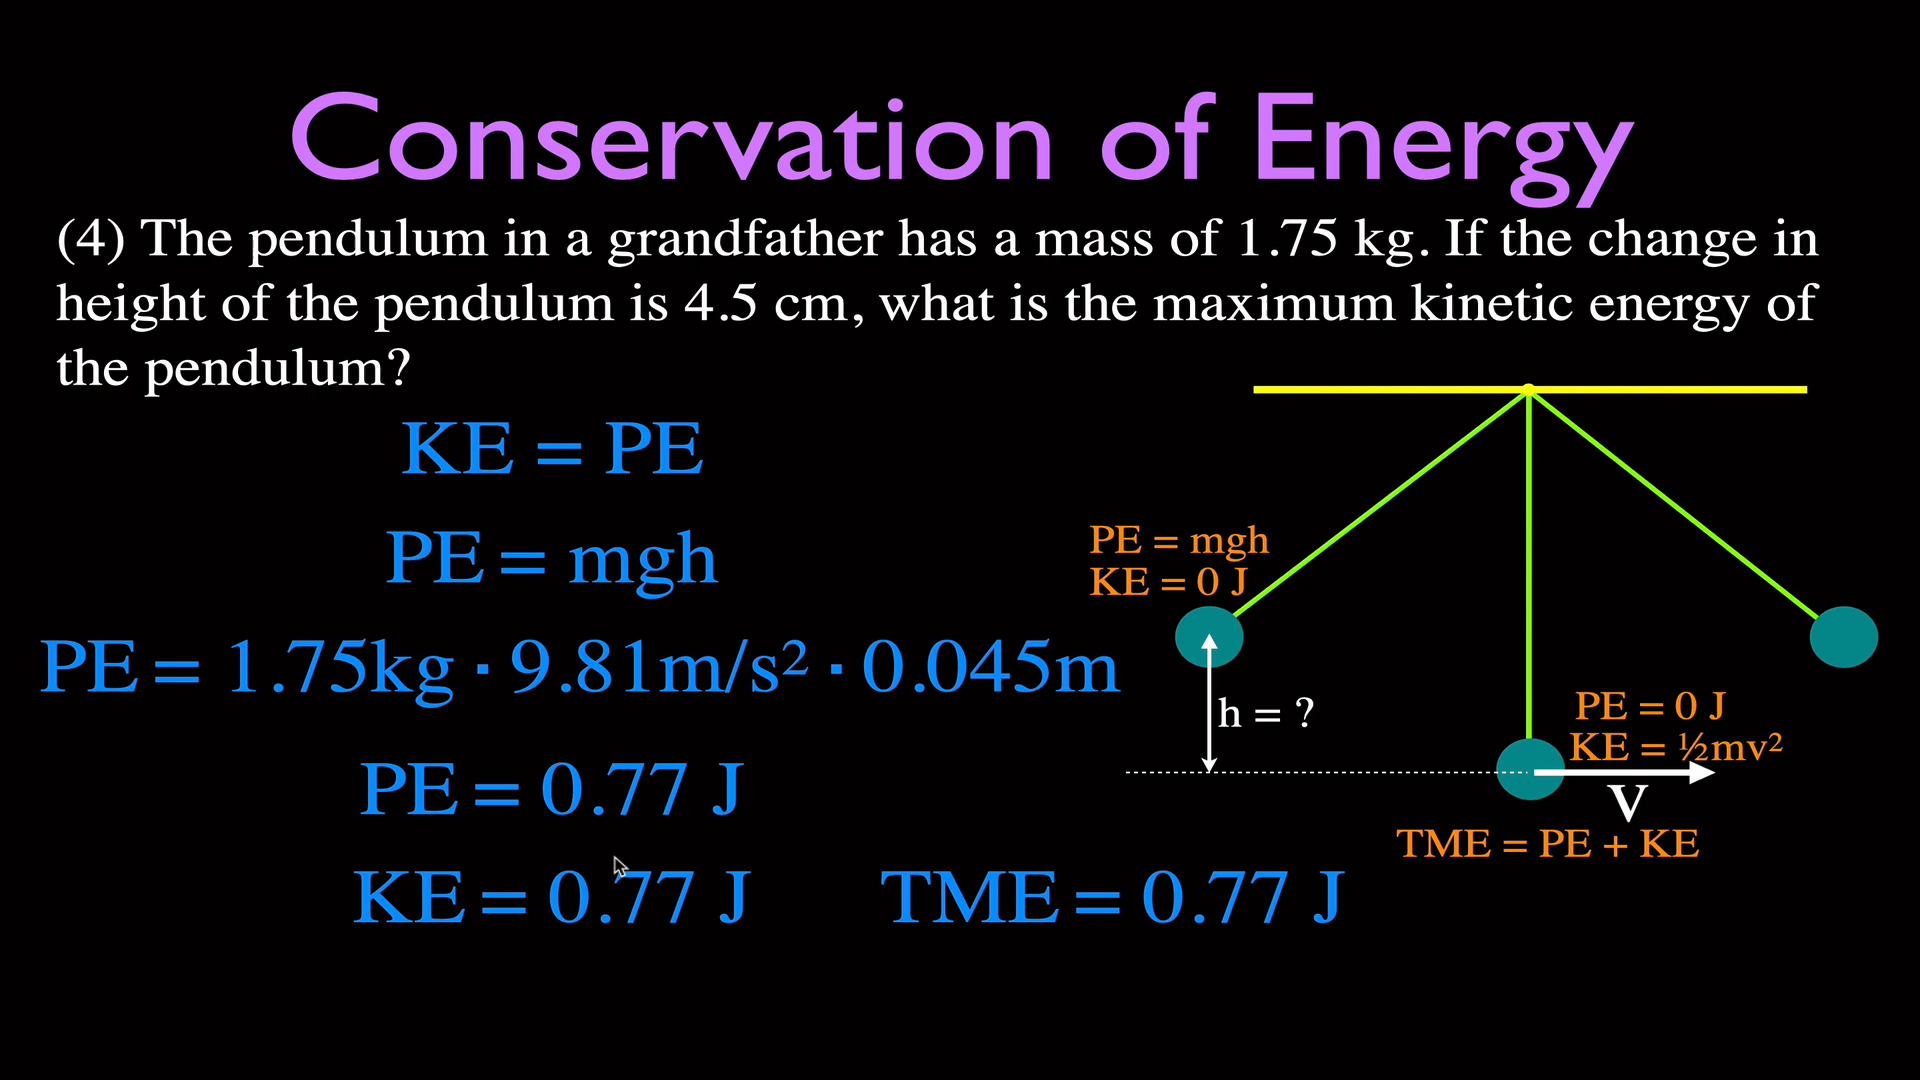 Conservation of Energy
(4) The pendulum in a grandfather has a mass of 1.75 kg. If the change in
height of the pendulum is 4.5 cm, what is the maximum kinetic energy of
the pendulum?
KE = PE
PE = mgh
PE = 1.75kg · 9.81m/s² · 0.045m
PE = 0.77 J
KE = 0.77 J
TME = 0.77 J
PE = mgh
KE = 0 J
h = ?
PE = 0 J
KE = ½mv²
V
TME = PE + KE